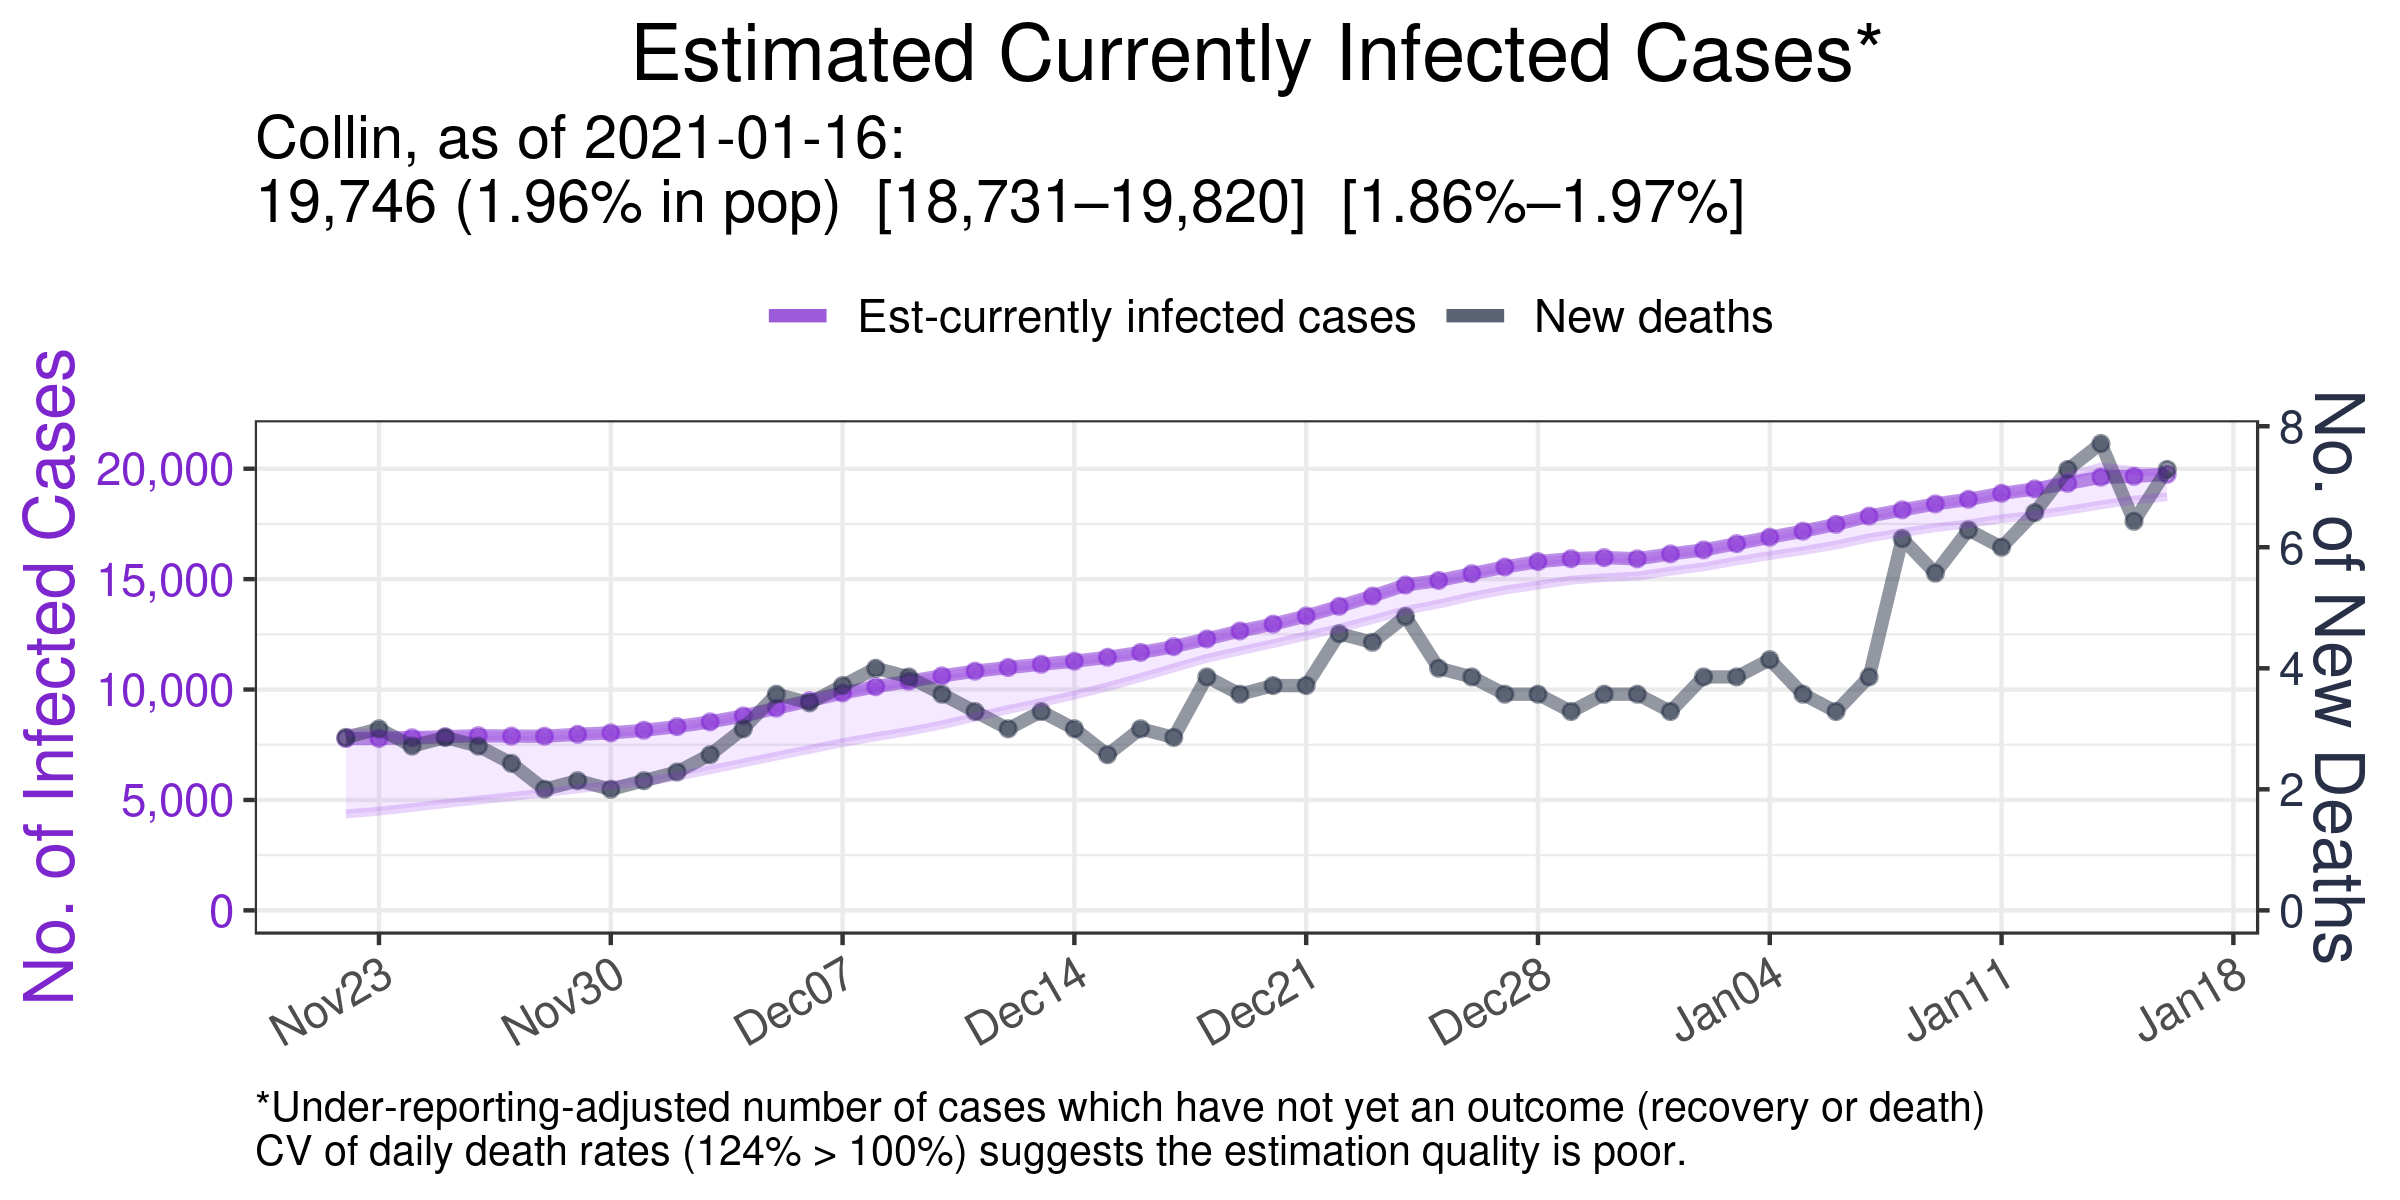 Estimated Currently Infected Cases*
Collin, as of 2021-01-16:
19,746 (1.96% in pop)  [18,731–19,820]  [1.86%–1.97%]
Est-currently infected cases
New deaths
No. of Infected Cases
20,000
15,000
10,000
5,000
0
8
6
4
2
0
No. of New Deaths
Nov23
Nov30
Dec07
Dec14
Dec21
Dec28
Jan04
Jan11
Jan18
*Under-reporting-adjusted number of cases which have not yet an outcome (recovery or death)
CV of daily death rates (124% > 100%) suggests the estimation quality is poor.